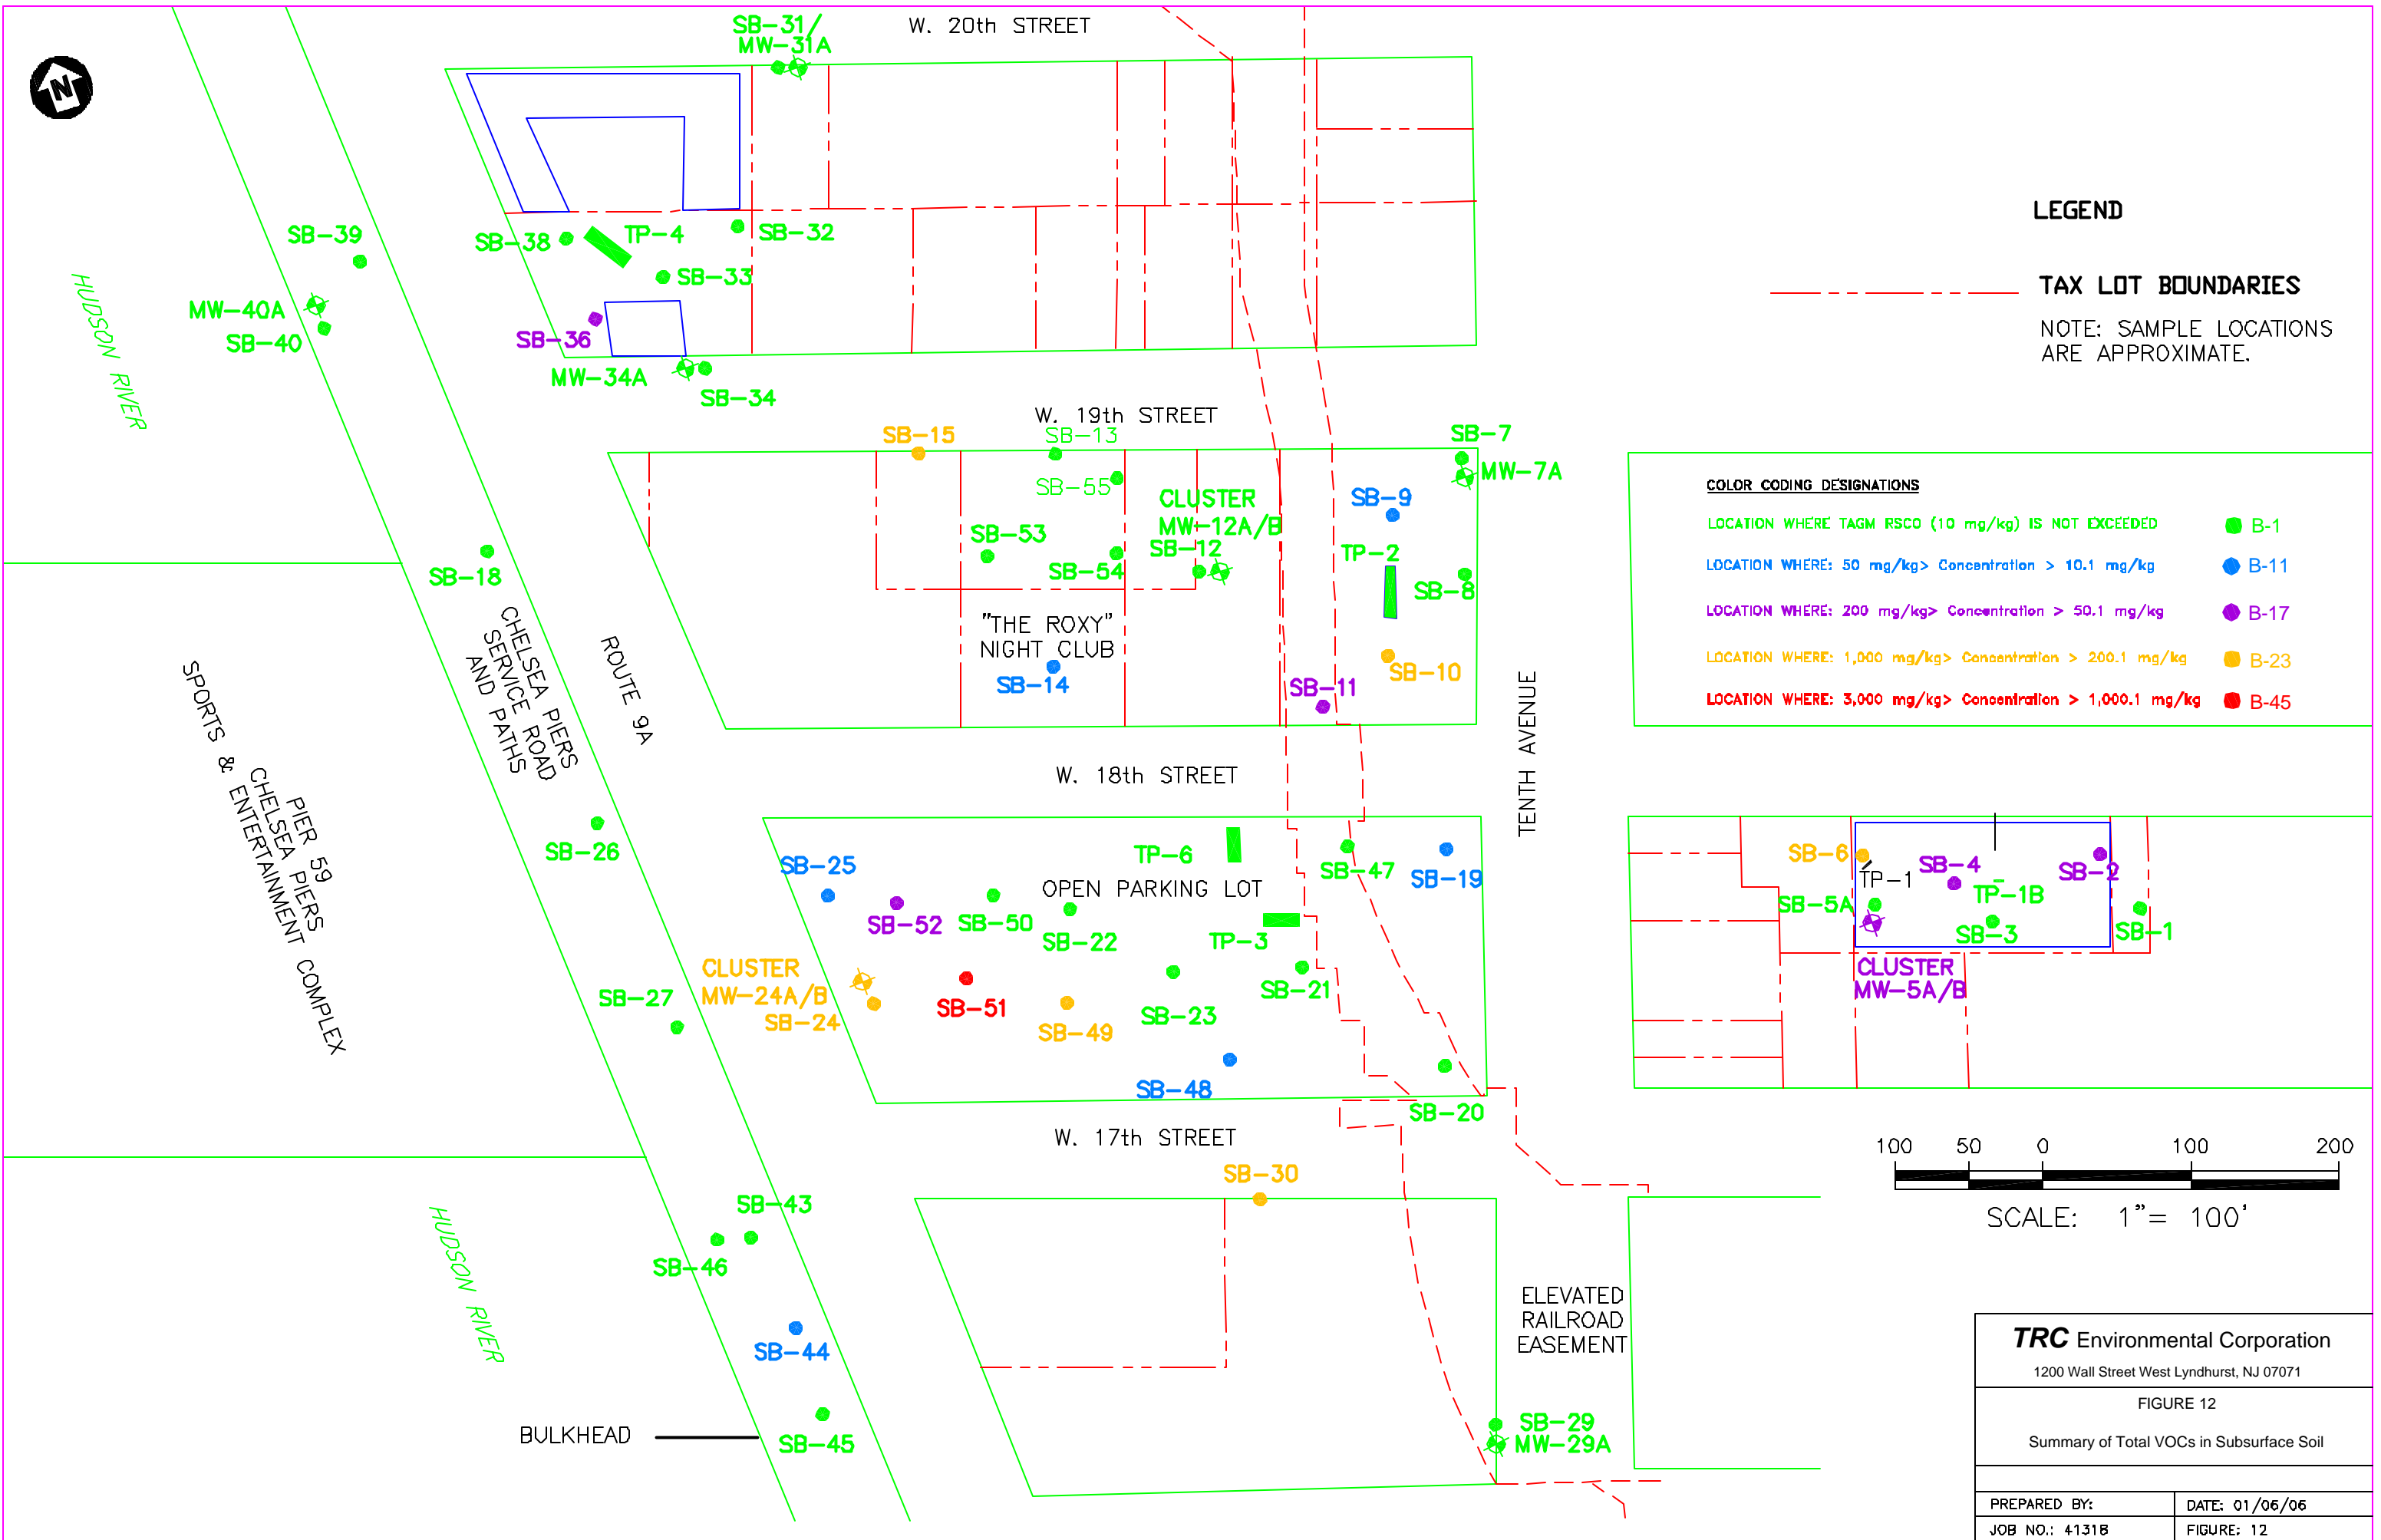 W. 20th STREET
SB-31/
MW-31A
N
SB-39
SB-38
TP-4
SB-32
SB-33
MW-40A
SB-40
SB-36
MW-34A
SB-34
HUDSON RIVER
LEGEND
TAX LOT BOUNDARIES
NOTE: SAMPLE LOCATIONS
ARE APPROXIMATE.
W. 19th STREET
SB-15
SB-13
SB-7
MW-7A
SB-55
CLUSTER
MW-12A/B
SB-9
SB-53
SB-54
SB-12
TP-2
SB-8
SB-18
"THE ROXY"
NIGHT CLUB
SB-14
SB-10
SB-11
COLOR CODING DESIGNATIONS
LOCATION WHERE TAGM RSCO (10 mg/kg) IS NOT EXCEEDED B-1
LOCATION WHERE: 50 mg/kg> Concentration > 10.1 mg/kg B-11
LOCATION WHERE: 200 mg/kg> Concentration > 50.1 mg/kg B-17
LOCATION WHERE: 1,000 mg/kg> Concentration > 200.1 mg/kg B-23
LOCATION WHERE: 3,000 mg/kg> Concentration > 1,000.1 mg/kg B-45
CHELSEA PIERS
SERVICE ROAD
AND PATHS
ROUTE 9A
TENTH AVENUE
PIER 59
CHELSEA PIERS
SPORTS & ENTERTAINMENT COMPLEX
W. 18th STREET
SB-26
SB-25
TP-6
SB-47
SB-19
OPEN PARKING LOT
SB-52
SB-50
SB-22
TP-3
CLUSTER
MW-24A/B
SB-24
SB-27
SB-51
SB-49
SB-23
SB-21
SB-48
SB-20
SB-6
TP-1
SB-4
SB-2
TP-1B
SB-5A
SB-3
SB-1
CLUSTER
MW-5A/B
W. 17th STREET
SB-30
100 50 0 100 200
SCALE: 1"= 100'
SB-43
SB-46
HUDSON RIVER
SB-44
SB-45
BULKHEAD
ELEVATED
RAILROAD
EASEMENT
SB-29
MW-29A
TRC Environmental Corporation
1200 Wall Street West Lyndhurst, NJ 07071
FIGURE 12
Summary of Total VOCs in Subsurface Soil
PREPARED BY: DATE: 01/06/06
JOB NO.: 41318 FIGURE: 12